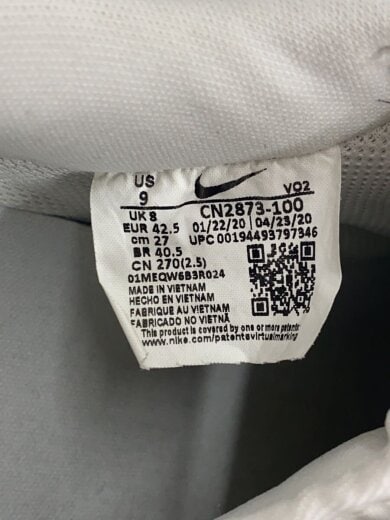 US
9
UK 8
EUR 42.5
cm 27
BR 40.5
CN 270(2.5)
VO2
CN2873-100
01/22/20 04/23/20
UPC 00194493797346
01MEQW6B3R024
MADE IN VIETNAM
HECHO EN VIETNAM
FABRIQUE AU VIETNAM
FABRICADO NO VIETNÃ
This product is covered by one or more patents
www.nike.com/patentsvirtualmarking